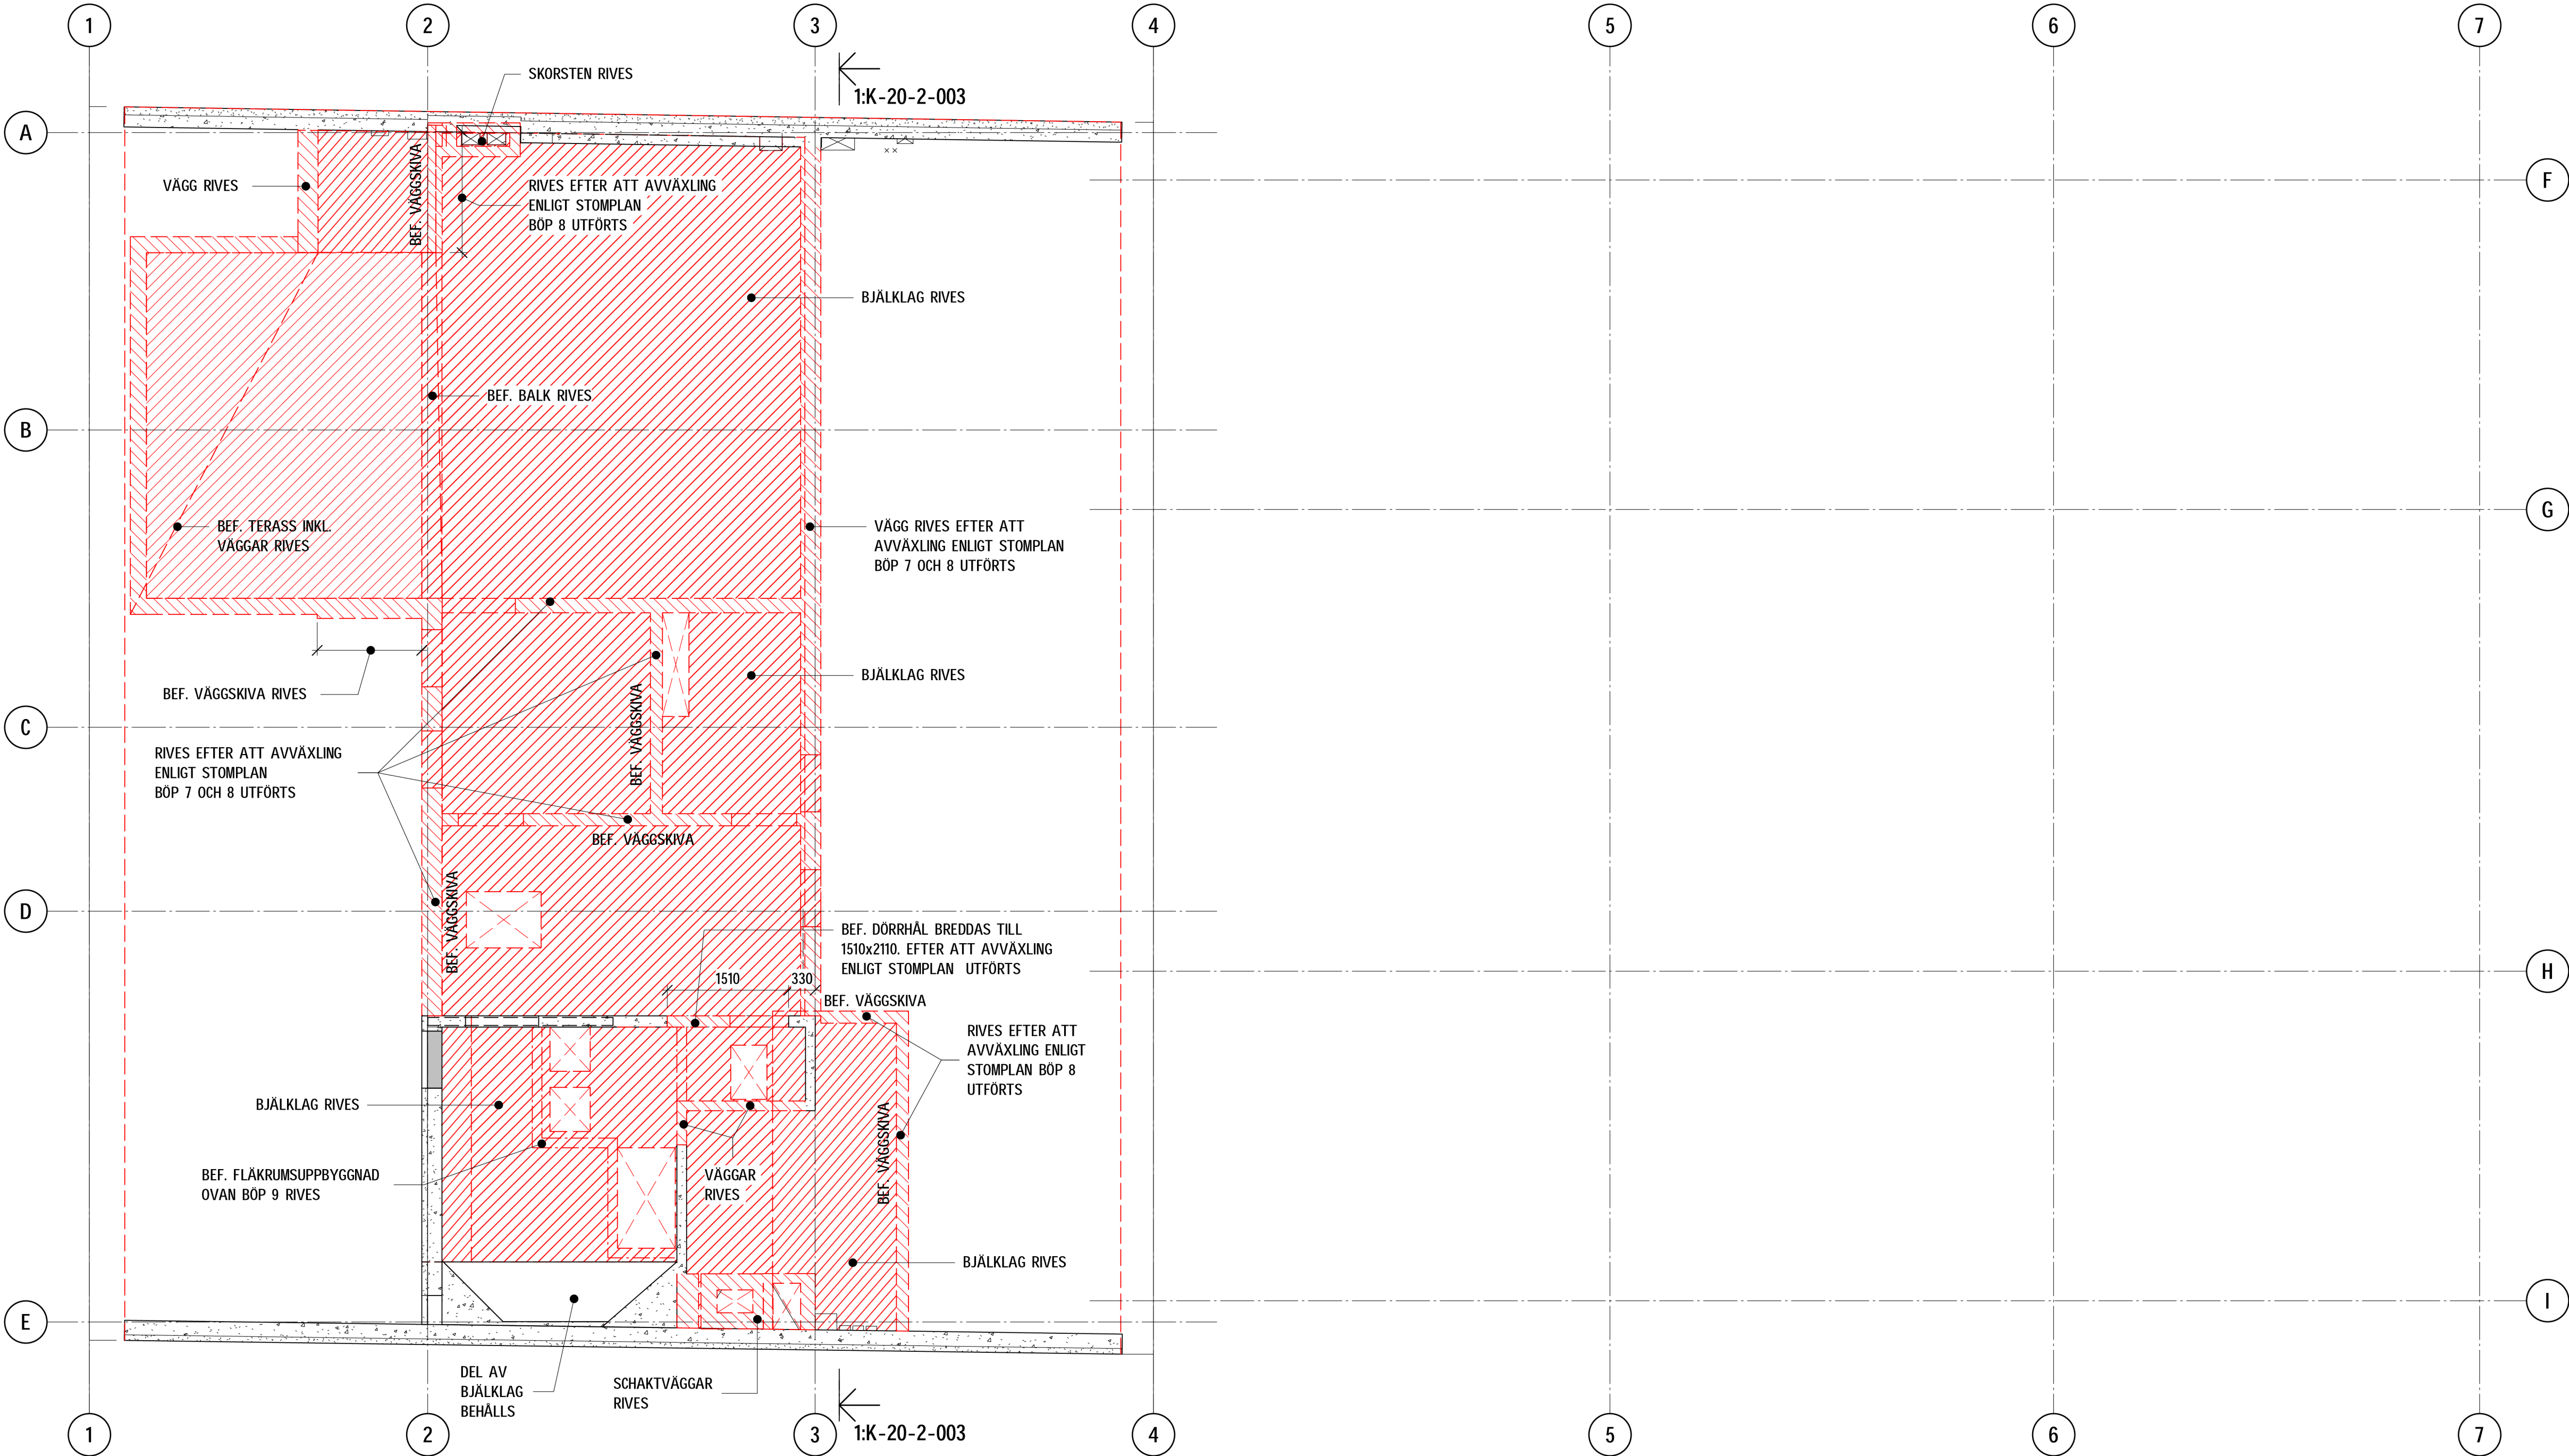 1
2
3
4
5
6
7
SKORSTEN RIVES
1:K-20-2-003
A
VÄGG RIVES
BEF. VÄGGSKIVA
RIVES EFTER ATT AVVÄXLING
ENLIGT STOMPLAN
BÖP 8 UTFÖRTS
F
BJÄLKLAG RIVES
BEF. BALK RIVES
B
BEF. TERASS INKL.
VÄGGAR RIVES
VÄGG RIVES EFTER ATT
AVVÄXLING ENLIGT STOMPLAN
BÖP 7 OCH 8 UTFÖRTS
G
BEF. VÄGGSKIVA RIVES
BJÄLKLAG RIVES
BEF. VÄGGSKIVA
C
RIVES EFTER ATT AVVÄXLING
ENLIGT STOMPLAN
BÖP 7 OCH 8 UTFÖRTS
BEF. VÄGGSKIVA
D
BEF. VÄGGSKIVA
BEF. DÖRRHÅL BREDDAS TILL
1510x2110. EFTER ATT AVVÄXLING
ENLIGT STOMPLAN UTFÖRTS
H
1510
330
BEF. VÄGGSKIVA
RIVES EFTER ATT
AVVÄXLING ENLIGT
STOMPLAN BÖP 8
UTFÖRTS
BJÄLKLAG RIVES
BEF. VÄGGSKIVA
BEF. FLÄKRUMSUPPBYGGNAD
OVAN BÖP 9 RIVES
VÄGGAR
RIVES
BJÄLKLAG RIVES
E
I
DEL AV
BJÄLKLAG
BEHÅLLS
SCHAKTVÄGGAR
RIVES
1:K-20-2-003
1
2
3
4
5
6
7